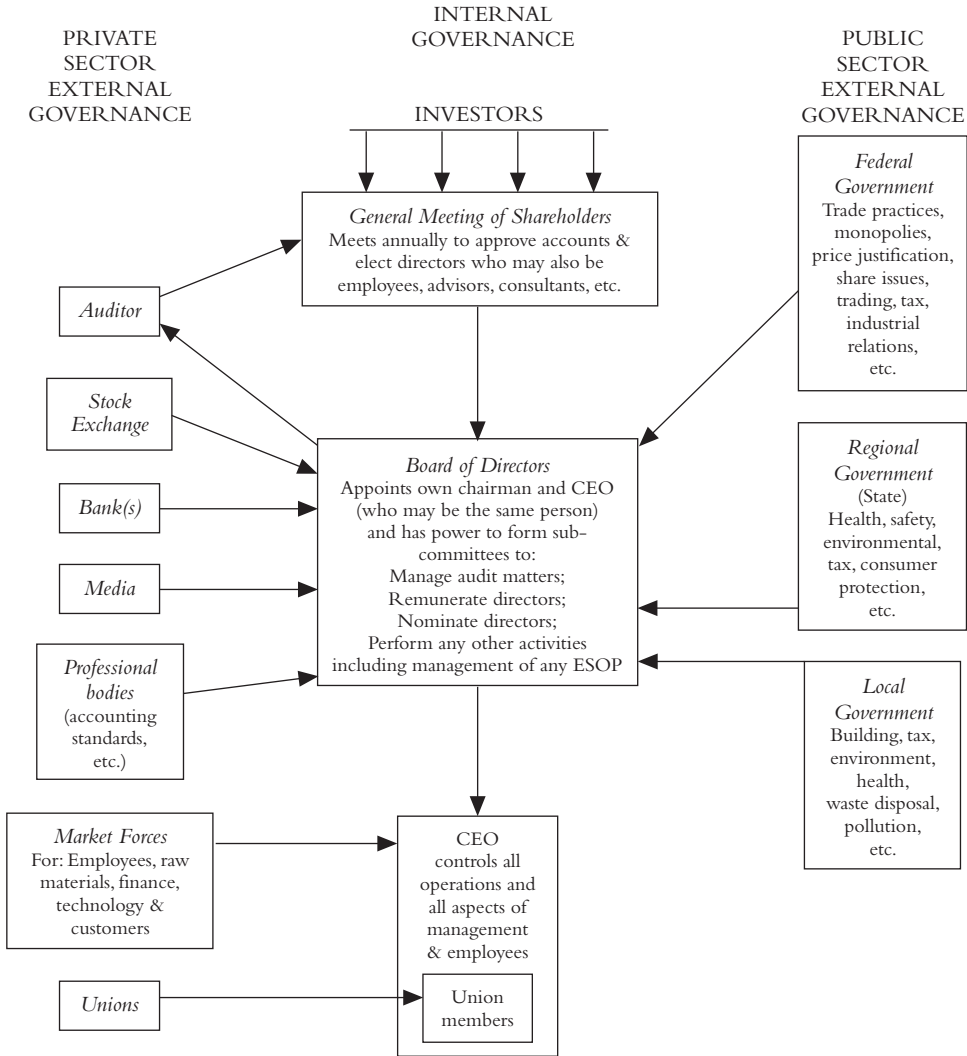 PRIVATE
SECTOR
EXTERNAL
GOVERNANCE
INTERNAL
GOVERNANCE
PUBLIC
SECTOR
EXTERNAL
GOVERNANCE
INVESTORS
General Meeting of Shareholders
Meets annually to approve accounts &
elect directors who may also be
employees, advisors, consultants, etc.
Auditor
Stock
Exchange
Bank(s)
Media
Professional
bodies
(accounting
standards,
etc.)
Market Forces
For: Employees, raw
materials, finance,
technology &
customers
Unions
Board of Directors
Appoints own chairman and CEO
(who may be the same person)
and has power to form sub-
committees to:
Manage audit matters;
Remunerate directors;
Nominate directors;
Perform any other activities
including management of any ESOP
CEO
controls all
operations and
all aspects of
management
& employees
Union
members
Federal
Government
Trade practices,
monopolies,
price justification,
share issues,
trading, tax,
industrial
relations,
etc.
Regional
Government
(State)
Health, safety,
environmental,
tax, consumer
protection,
etc.
Local
Government
Building, tax,
environment,
health,
waste disposal,
pollution,
etc.